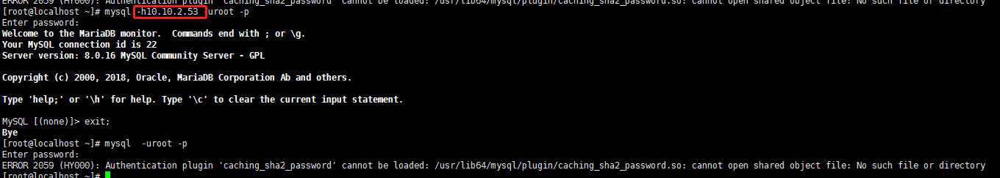 ERROR 2059 (HY000): Authentication plugin 'caching_sha2_password' cannot be loaded: /usr/lib64/mysql/plugin/caching_sha2_password.so: cannot open shared object file: No such file or directory
[root@localhost ~]# mysql -h10.10.2.53 -uroot -p
Enter password:
Welcome to the MariaDB monitor.  Commands end with ; or \g.
Your MySQL connection id is 22
Server version: 8.0.16 MySQL Community Server - GPL
Copyright (c) 2000, 2018, Oracle, MariaDB Corporation Ab and others.
Type 'help;' or '\h' for help. Type '\c' to clear the current input statement.
MySQL [(none)]> exit;
Bye
[root@localhost ~]# mysql  -uroot -p
Enter password:
ERROR 2059 (HY000): Authentication plugin 'caching_sha2_password' cannot be loaded: /usr/lib64/mysql/plugin/caching_sha2_password.so: cannot open shared object file: No such file or directory
[root@localhost ~]#